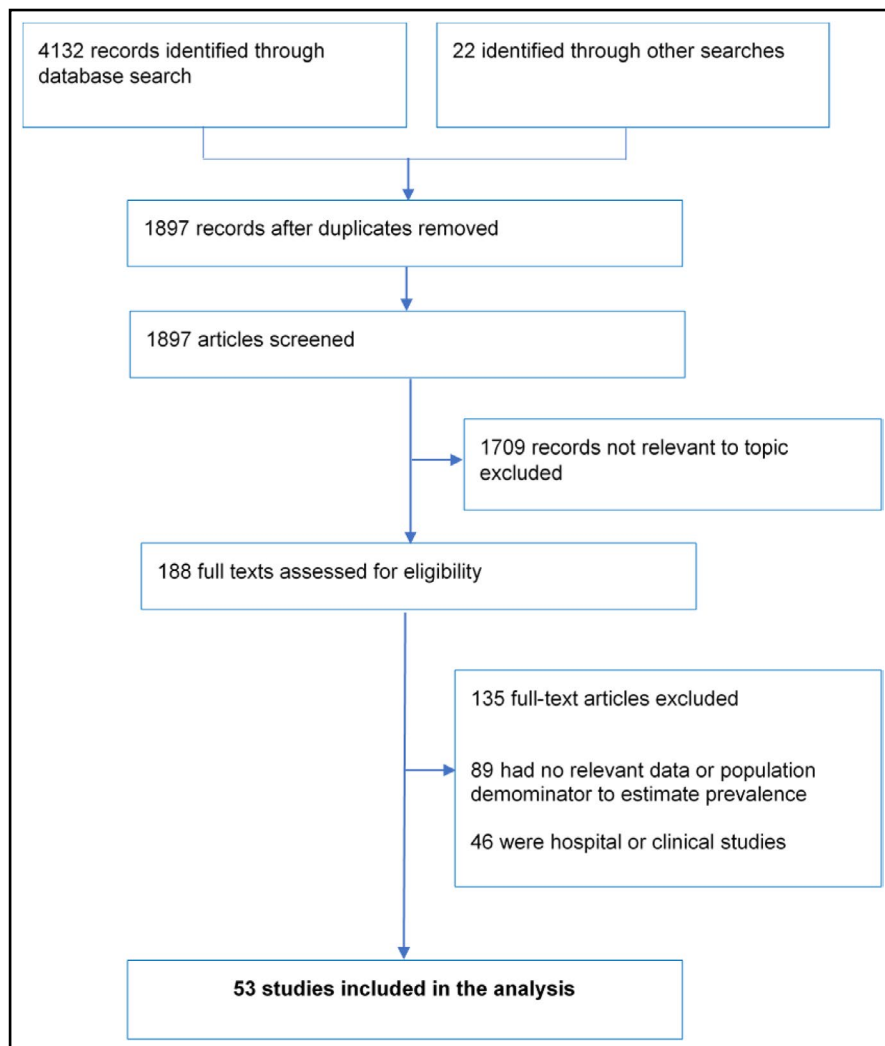 4132 records identified through
database search
22 identified through other searches
1897 records after duplicates removed
1897 articles screened
1709 records not relevant to topic
excluded
188 full texts assessed for eligibility
135 full-text articles excluded
89 had no relevant data or population
demominator to estimate prevalence
46 were hospital or clinical studies
53 studies included in the analysis